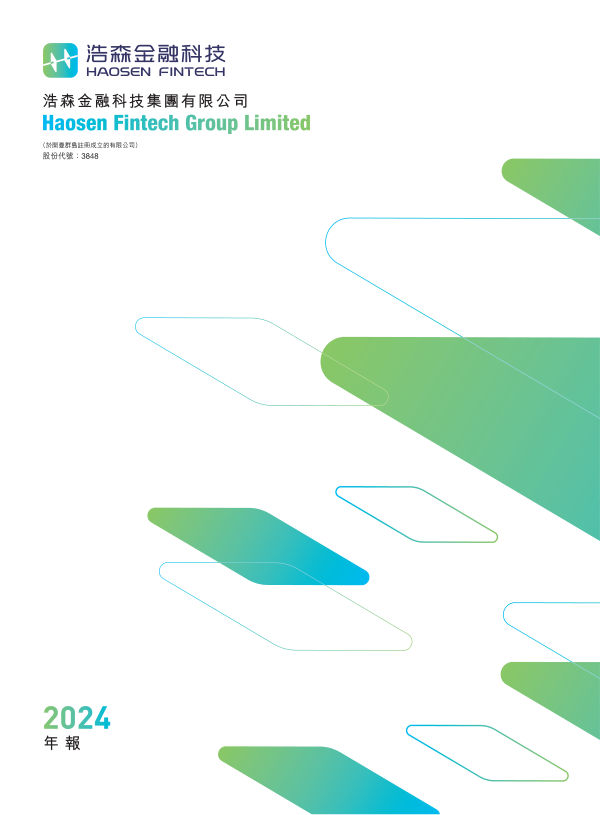 浩森金融科技
HAOSEN FINTECH
浩森金融科技集團有限公司
Haosen Fintech Group Limited
(於開曼群島註冊成立的有限公司)
股份代號：3848
2024
年報